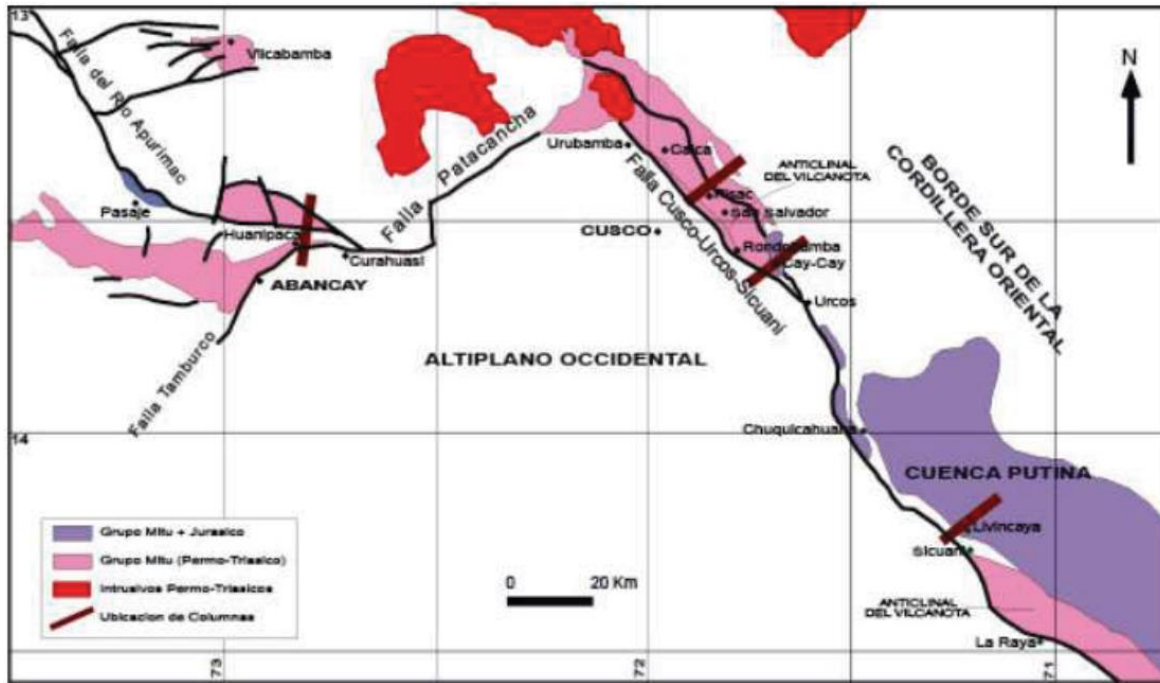 13
Falla del Río Apurimac
Vilcabamba
N
Falla Patacancha
Urubamba
Calca
ANTICLINAL
DEL VILCANOTA
Pisac
San Salvador
BORDE SUR DE LA
CORDILLERA ORIENTAL
Pasaje
Huanipaca
CUSCO
Curahuasi
Cay-Cay
Falla Cusco-Urcos-Sicuani
ABANCAY
Urcos
Falla Tamburco
ALTIPLANO OCCIDENTAL
14
Chuquicahuana
CUENCA PUTINA
Livincaya
Sicuani
Grupo Mitu + Jurasico
Grupo Mitu (Permo-Triasico)
Intrusivos Permo-Triasicos
Ubicacion de Columnas
0 20 Km
ANTICLINAL
DEL VILCANOTA
La Raya
73
72
71